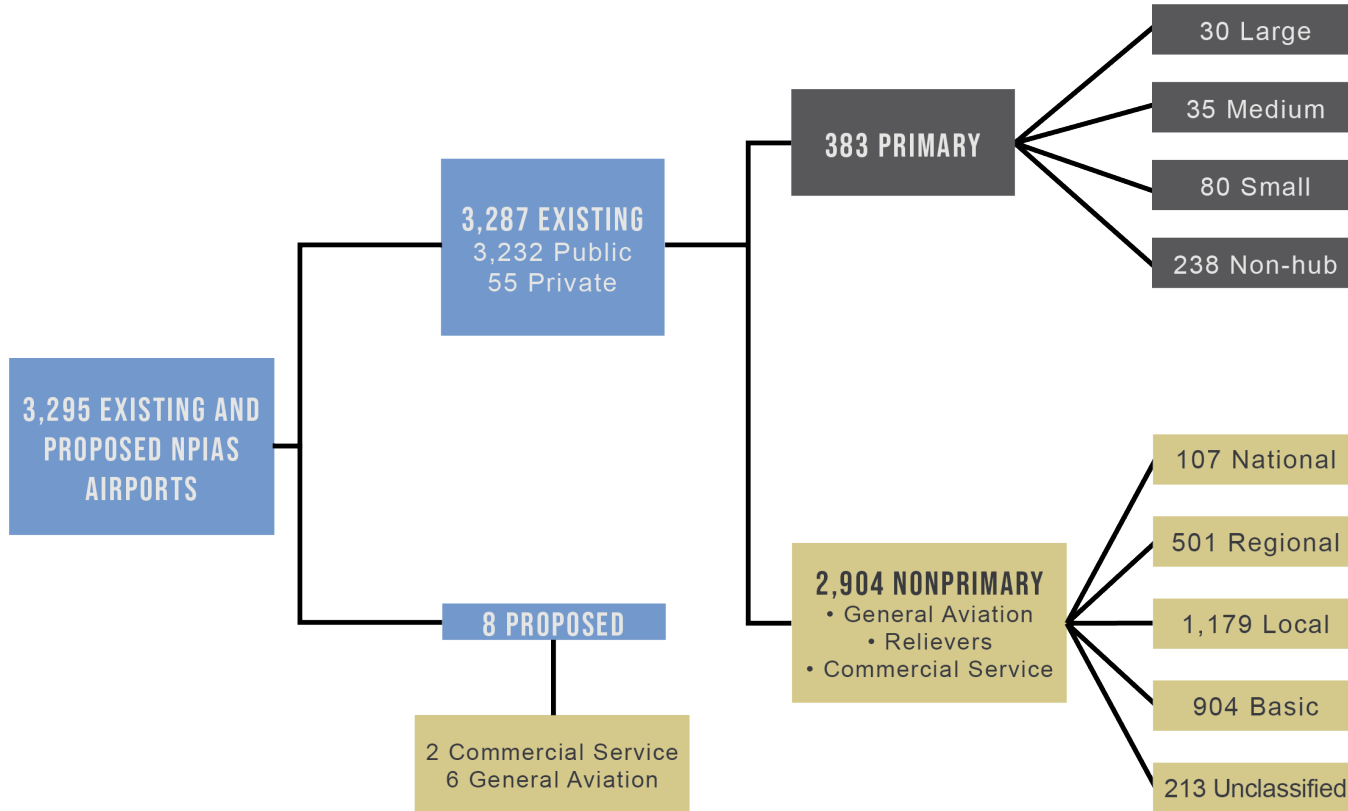 3,295 EXISTING AND
PROPOSED NPIAS
AIRPORTS
3,287 EXISTING
3,232 Public
55 Private
8 PROPOSED
2 Commercial Service
6 General Aviation
383 PRIMARY
30 Large
35 Medium
80 Small
238 Non-hub
2,904 NONPRIMARY
• General Aviation
• Relievers
• Commercial Service
107 National
501 Regional
1,179 Local
904 Basic
213 Unclassified